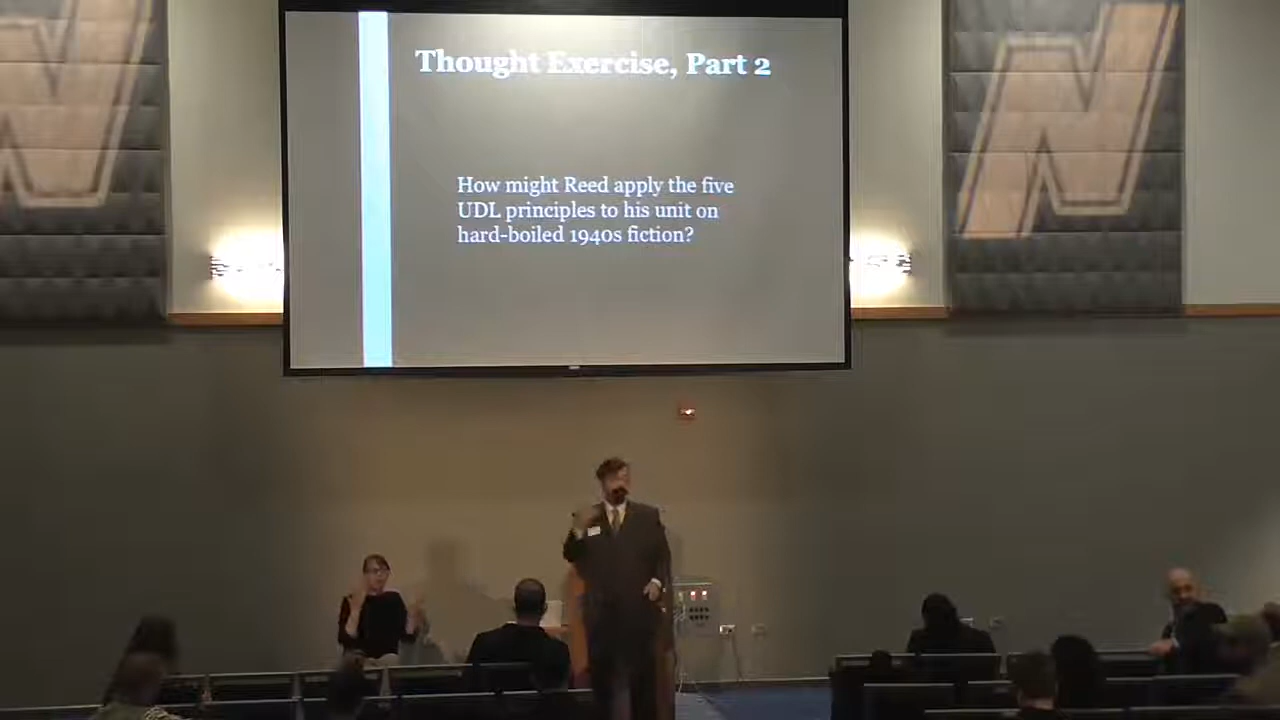 Thought Exercise, Part 2
How might Reed apply the five
UDL principles to his unit on
hard-boiled 1940s fiction?
N
N